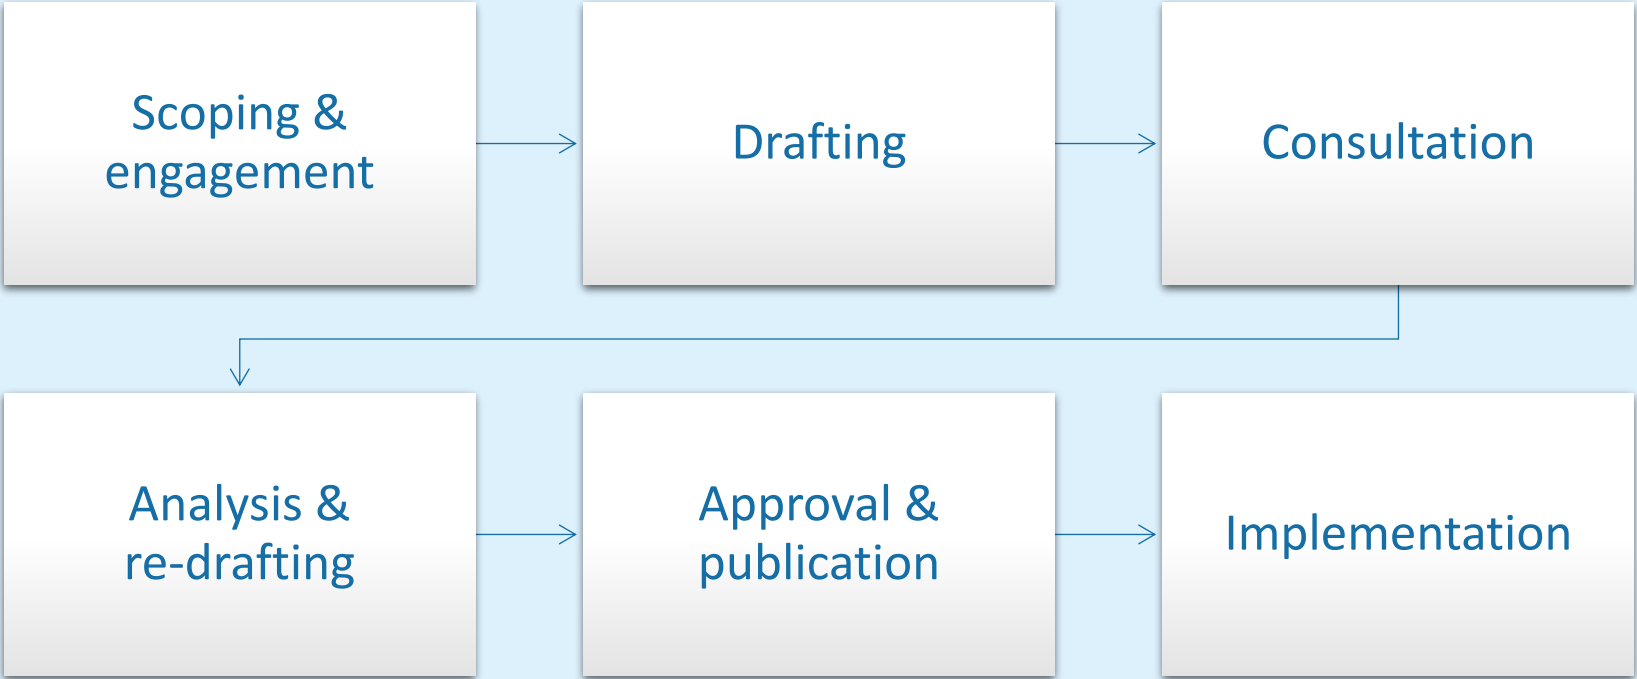 Scoping &
engagement
Drafting
Consultation
Analysis &
re-drafting
Approval &
publication
Implementation